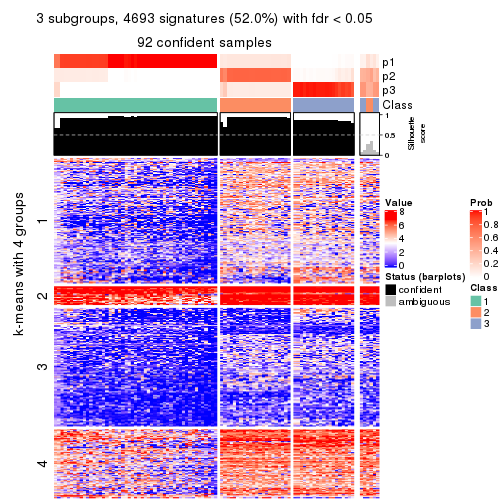 3 subgroups, 4693 signatures (52.0%) with fdr < 0.05
92 confident samples
p1
p2
p3
Class
1
0.5
0
Silhouette
score
k-means with 4 groups
1
2
3
4
Value
8
6
4
2
0
Status (barplots)
confident
ambiguous
Prob
1
0.8
0.6
0.4
0.2
0
Class
1
2
3